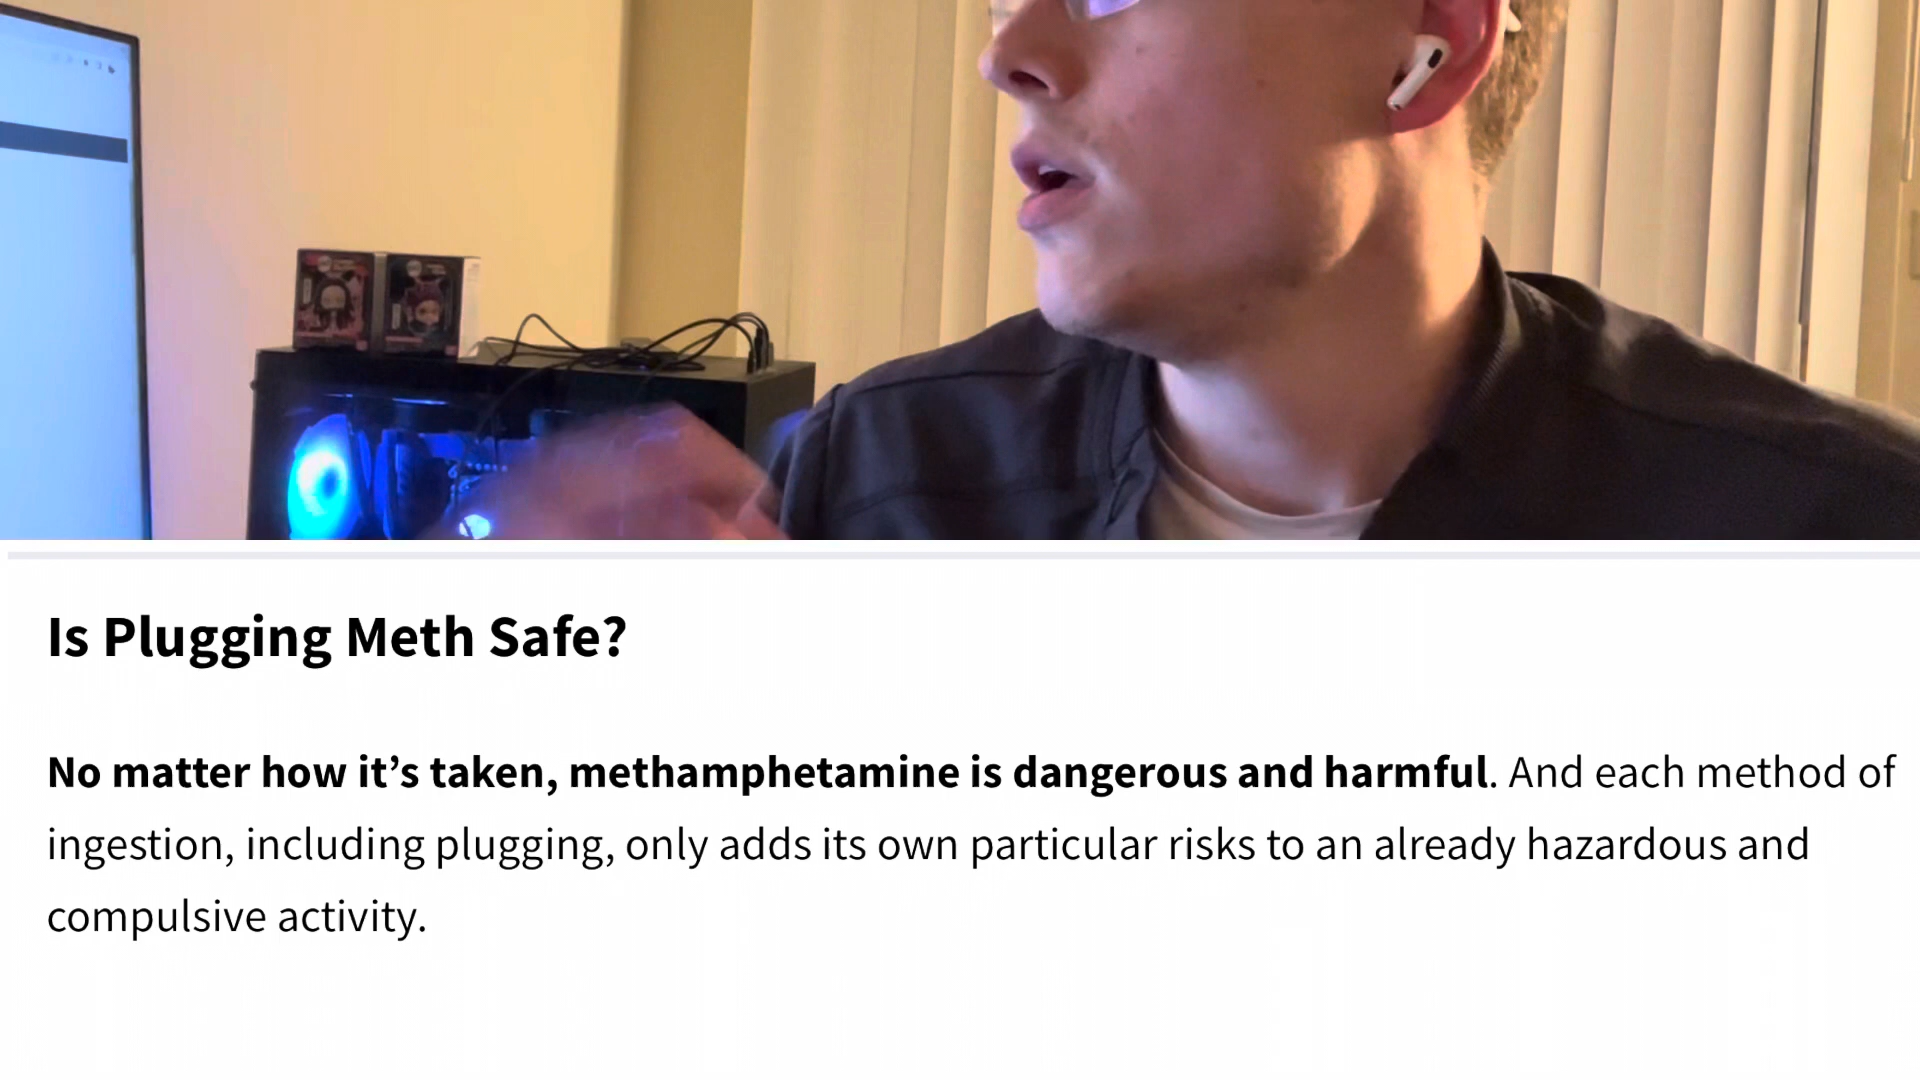 Is Plugging Meth Safe?
No matter how it’s taken, methamphetamine is dangerous and harmful. And each method of
ingestion, including plugging, only adds its own particular risks to an already hazardous and
compulsive activity.